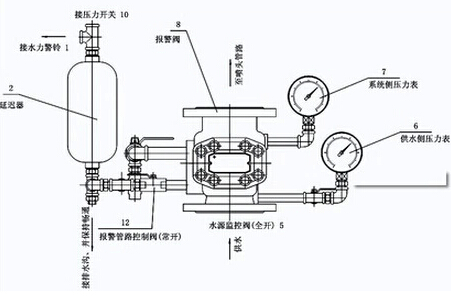 接压力开关 10
接水力警铃 1
2
延迟器
8
报警阀
至喷头管路
7
系统侧压力表
6
供水侧压力表
12
报警管路控制阀(常开)
水源监控阀(全开) 5
供水
接排水沟、并保持畅通